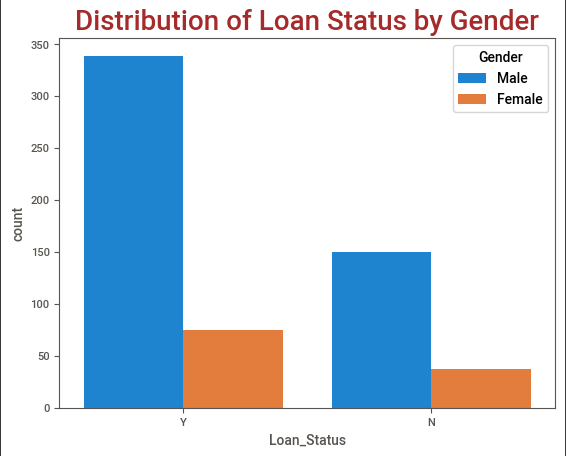 Distribution of Loan Status by Gender
Gender
Male
Female
count
350
300
250
200
150
100
50
0
Y
N
Loan_Status